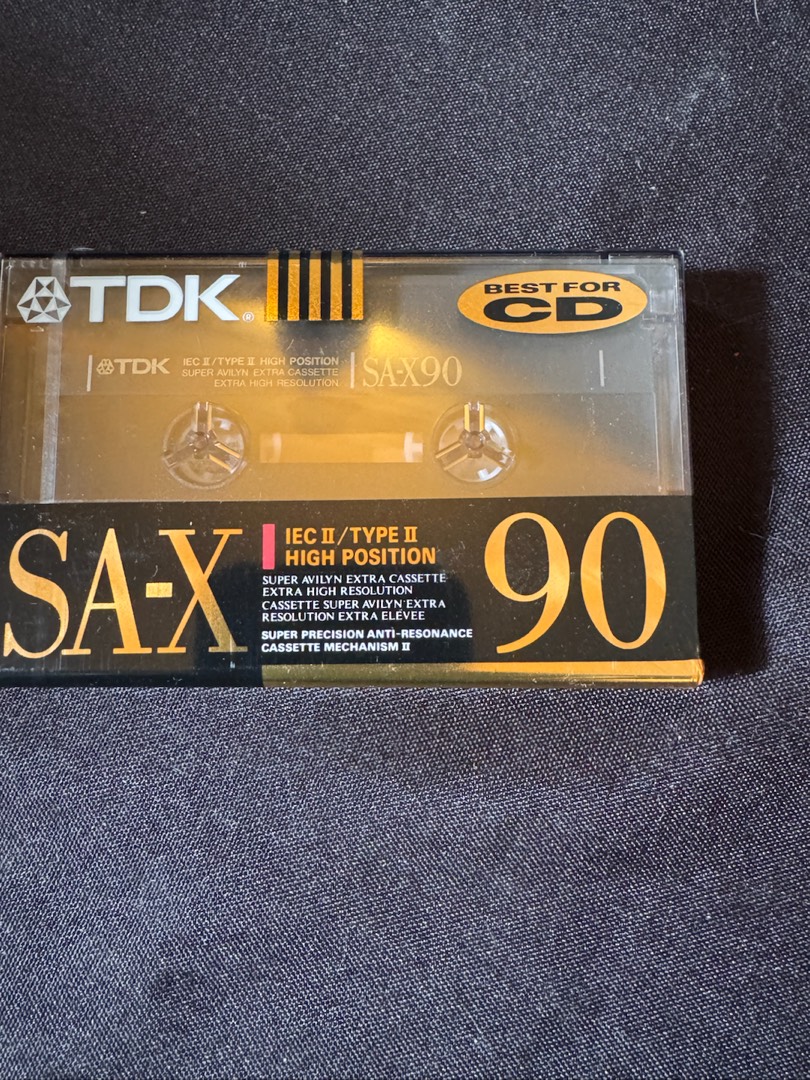 TDK®
BEST FOR
CD
TDK
IEC II/TYPE II HIGH POSITION
SUPER AVILYN EXTRA CASSETTE
EXTRA HIGH RESOLUTION
SA-X90
SA-X
IEC II/TYPE II
HIGH POSITION
SUPER AVILYN EXTRA CASSETTE
EXTRA HIGH RESOLUTION
CASSETTE SUPER AVILYN EXTRA
RESOLUTION EXTRA ELÉVEE
SUPER PRECISION ANTI-RESONANCE
CASSETTE MECHANISM II
90